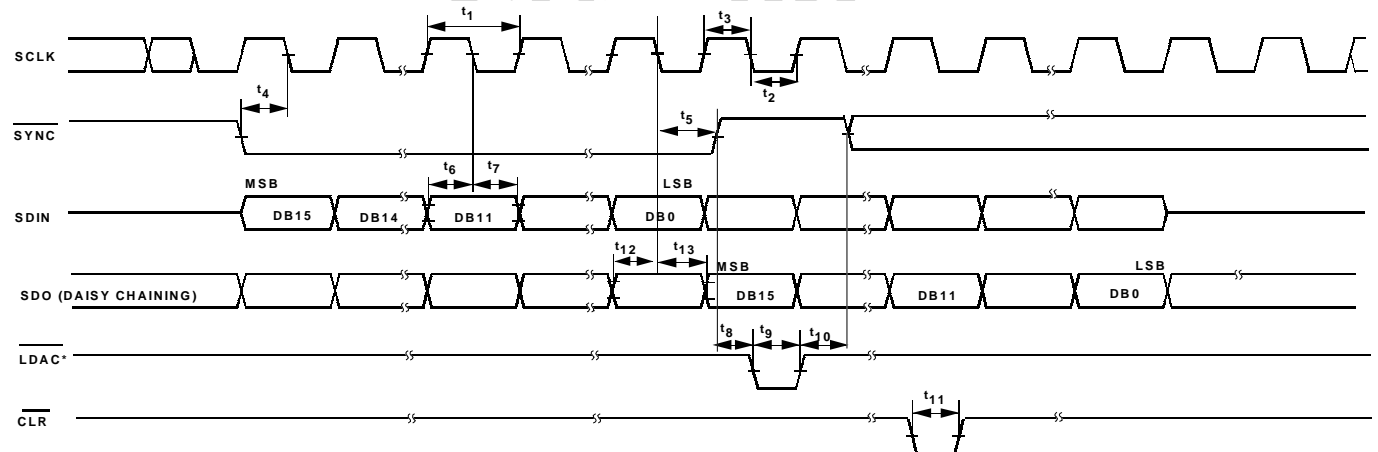 t1
t3
SCLK
t2
t4
SYNC
t5
t6
t7
MSB
LSB
SDIN
DB15
DB14
DB11
DB0
t12
t13
MSB
LSB
SDO (DAISY CHAINING)
DB15
DB11
DB0
t8
t9
t10
LDAC*
t11
CLR